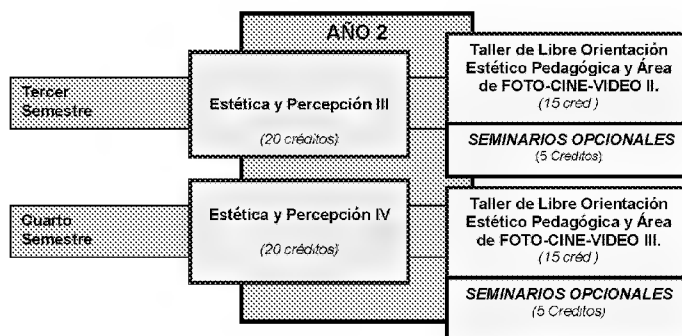 AÑO 2
Tercer
Semestre
Estética y Percepción III
(20 créditos)
Taller de Libre Orientación
Estético Pedagógica y Área
de FOTO-CINE-VIDEO II.
(15 cred )
SEMINARIOS OPCIONALES
(5 Creditos)
Cuarto
Semestre
Estética y Percepción IV
(20 créditos)
Taller de Libre Orientación
Estético Pedagógica y Área
de FOTO-CINE-VIDEO III.
(15 créd )
SEMINARIOS OPCIONALES
(5 Creditos)